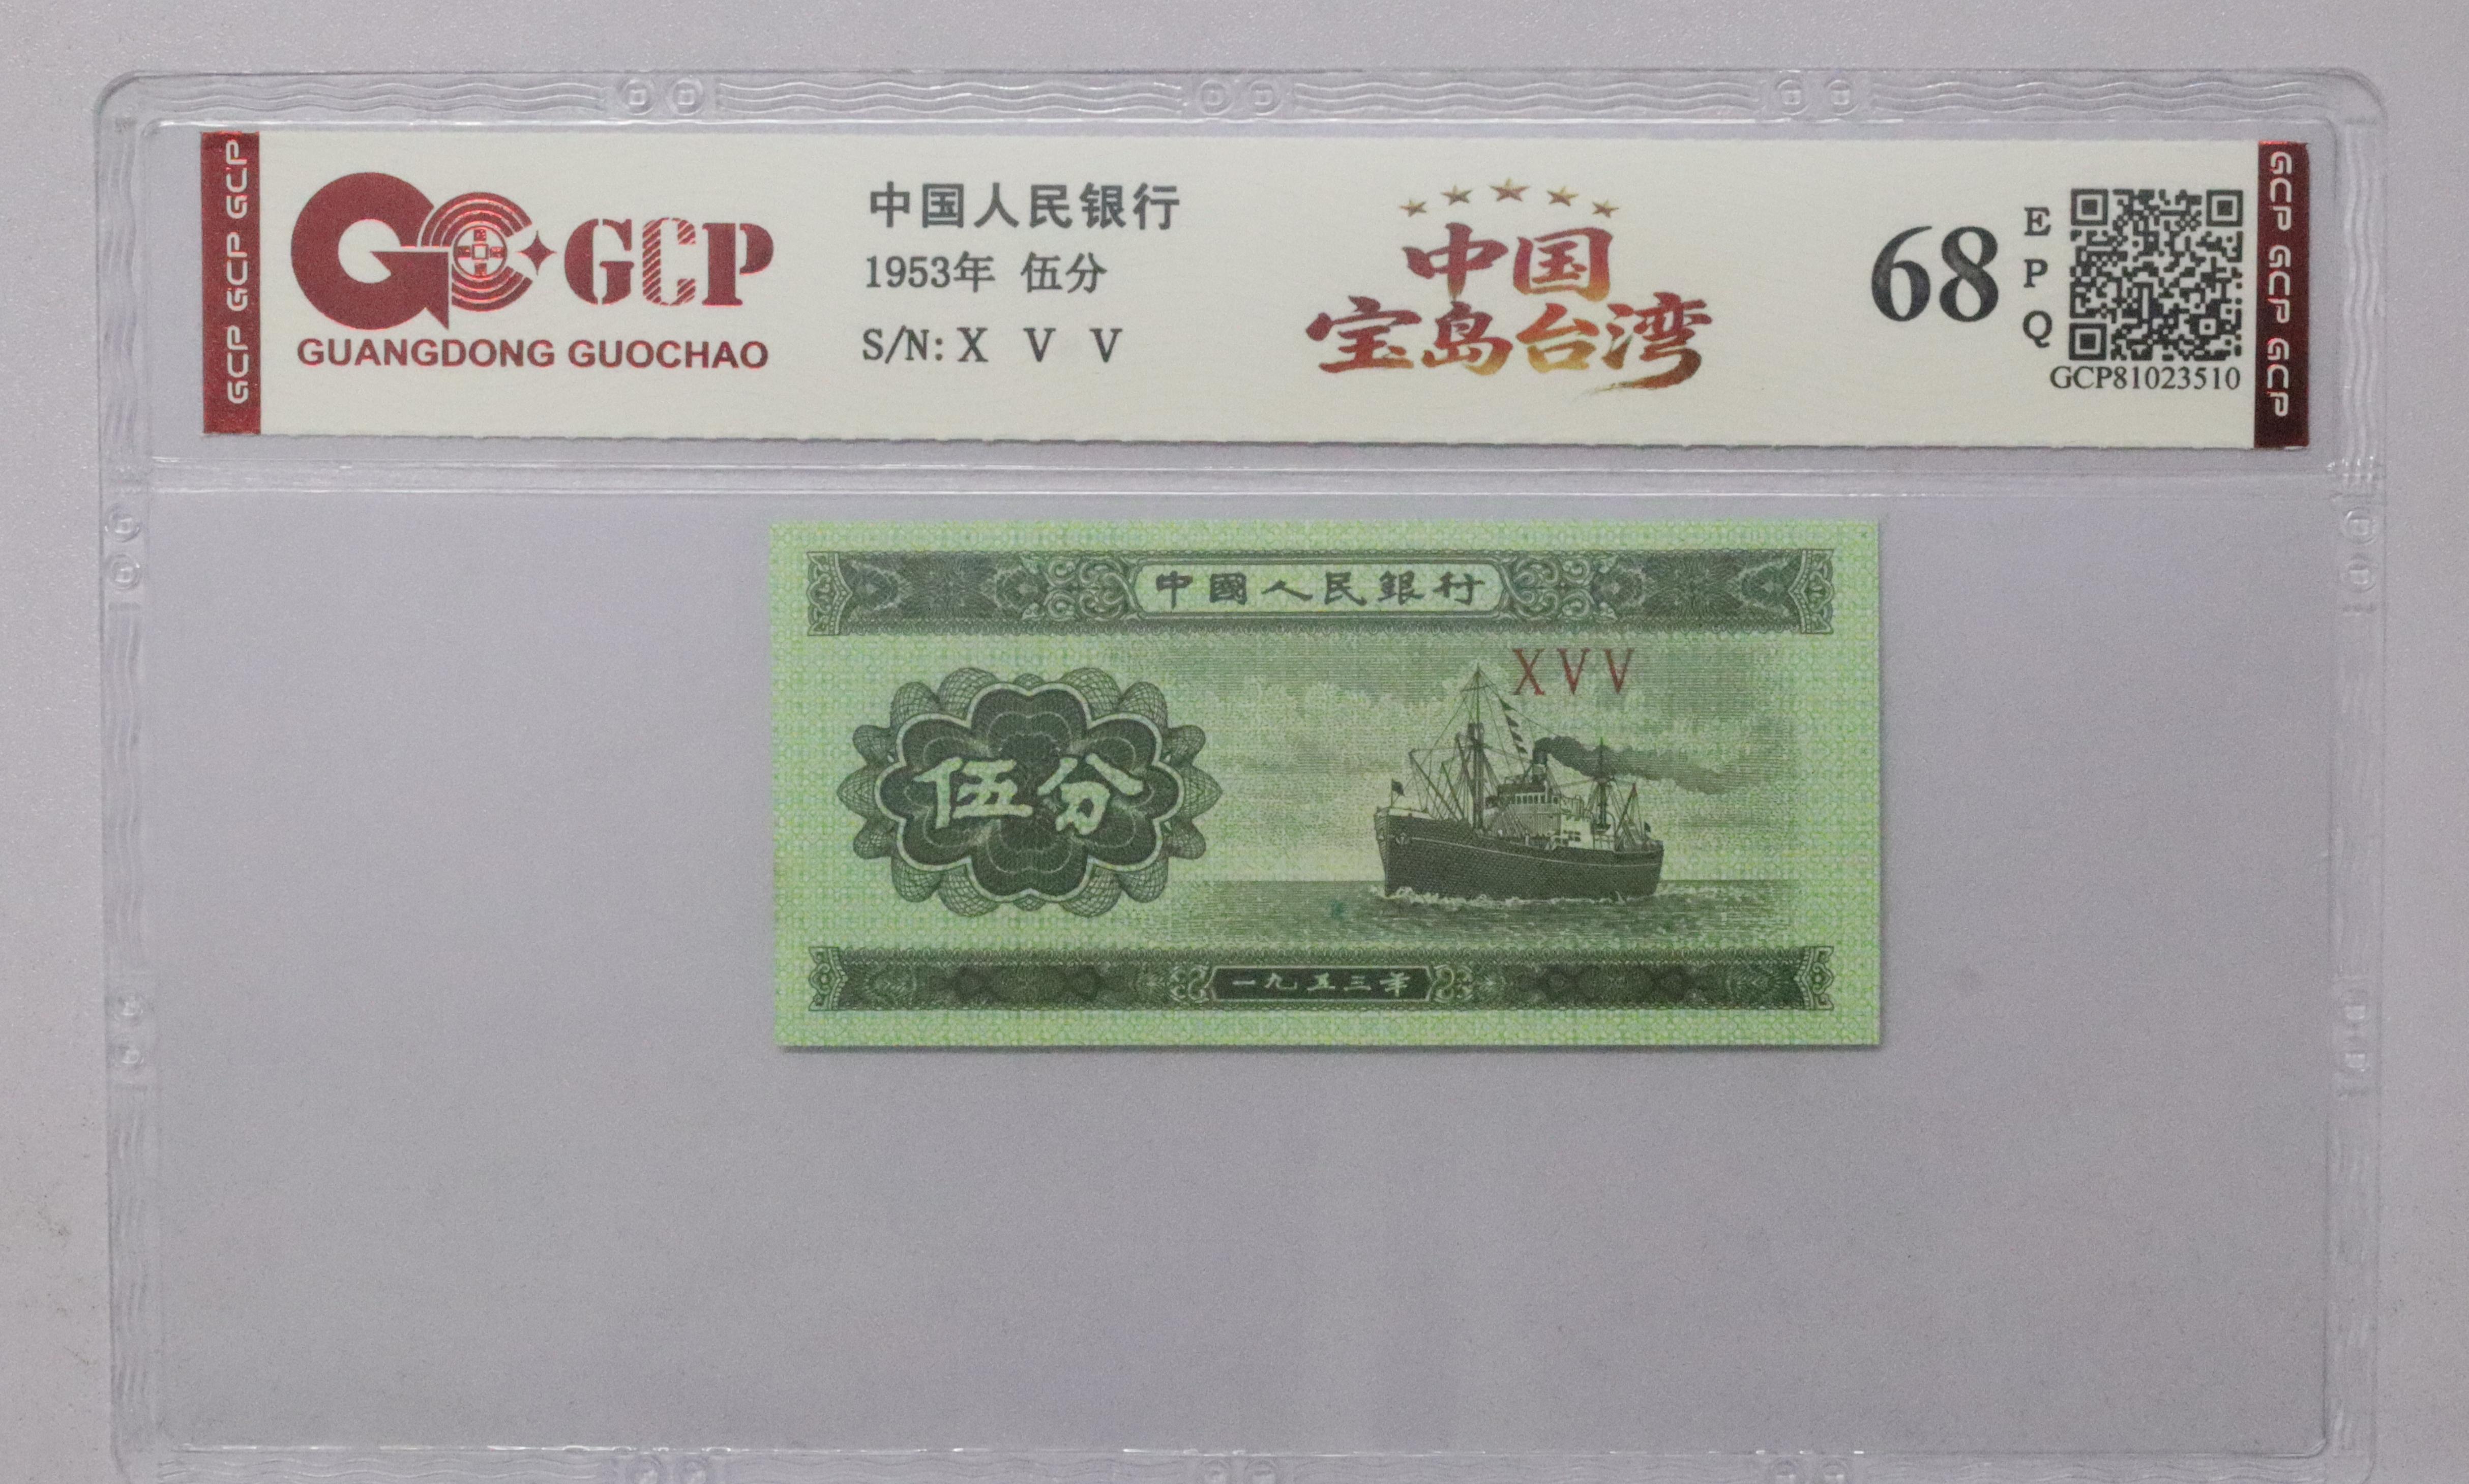 GCP GCP GCP
GCP
GUANGDONG GUOCHAO
中国人民银行
1953年 伍分
S/N: X V V
中国
宝岛台湾
68
E
P
Q
GCP81023510
GCP GCP GCP
中國人民銀行
XVV
伍分
一九五三年